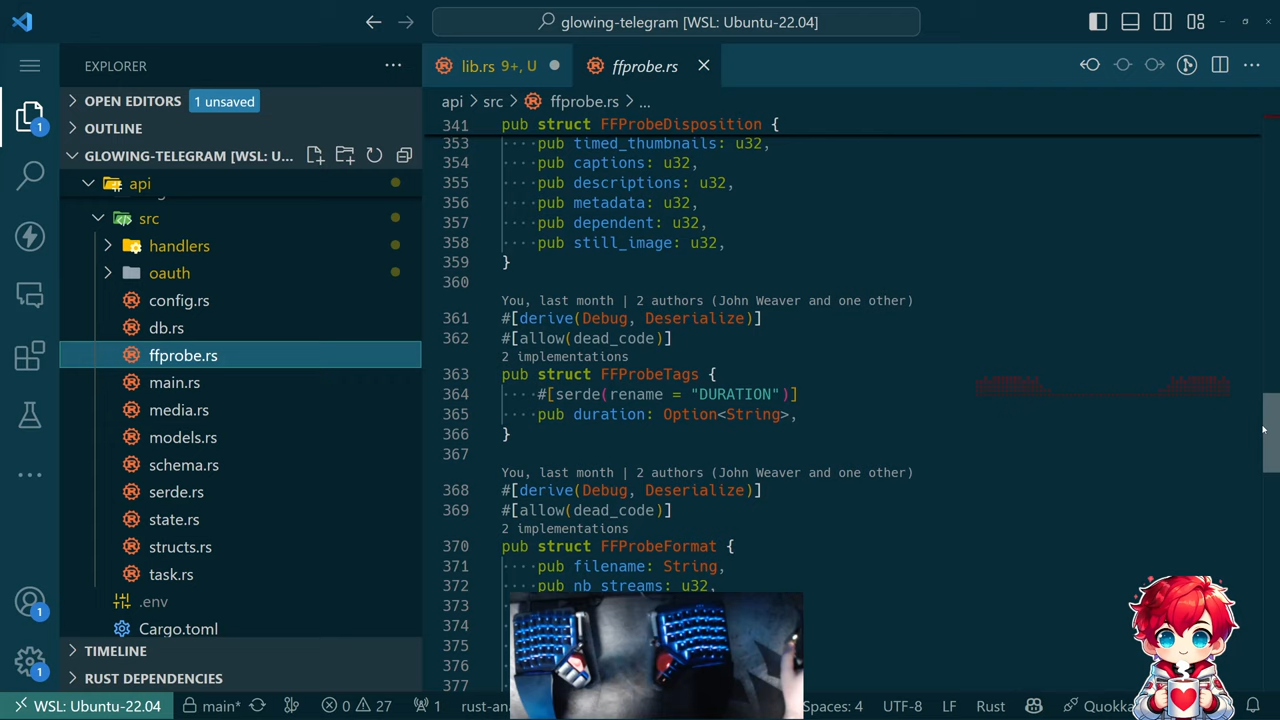 glowing-telegram [WSL: Ubuntu-22.04]
EXPLORER
lib.rs 9+, U
ffprobe.rs
OPEN EDITORS 1 unsaved
OUTLINE
GLOWING-TELEGRAM [WSL: U...
api
src
handlers
oauth
config.rs
db.rs
ffprobe.rs
main.rs
media.rs
models.rs
schema.rs
serde.rs
state.rs
structs.rs
task.rs
.env
Cargo.toml
TIMELINE
RUST DEPENDENCIES
1
1
1
api > src > ffprobe.rs > ...
341 pub struct FFProbeDisposition {
353 pub timed_thumbnails: u32,
354 pub captions: u32,
355 pub descriptions: u32,
356 pub metadata: u32,
357 pub dependent: u32,
358 pub still_image: u32,
359 }
360
You, last month | 2 authors (John Weaver and one other)
361 #[derive(Debug, Deserialize)]
362 #[allow(dead_code)]
2 implementations
363 pub struct FFProbeTags {
364 #[serde(rename = "DURATION")]
365 pub duration: Option<String>,
366 }
367
You, last month | 2 authors (John Weaver and one other)
368 #[derive(Debug, Deserialize)]
369 #[allow(dead_code)]
2 implementations
370 pub struct FFProbeFormat {
371 pub filename: String,
372 pub nb_streams: u32,
373
374
375
376
377
WSL: Ubuntu-22.04 main* 0 27 1 Spaces: 4 UTF-8 LF Rust